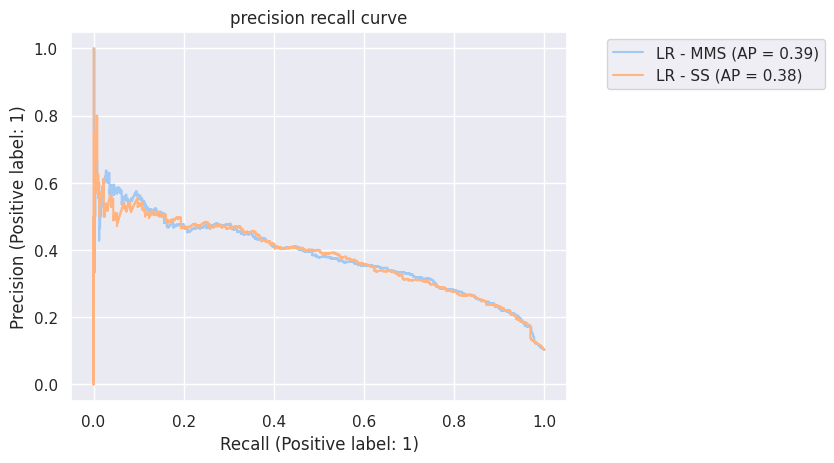 precision recall curve
LR - MMS (AP = 0.39)
LR - SS (AP = 0.38)
Precision (Positive label: 1)
1.0
0.8
0.6
0.4
0.2
0.0
0.0 0.2 0.4 0.6 0.8 1.0
Recall (Positive label: 1)